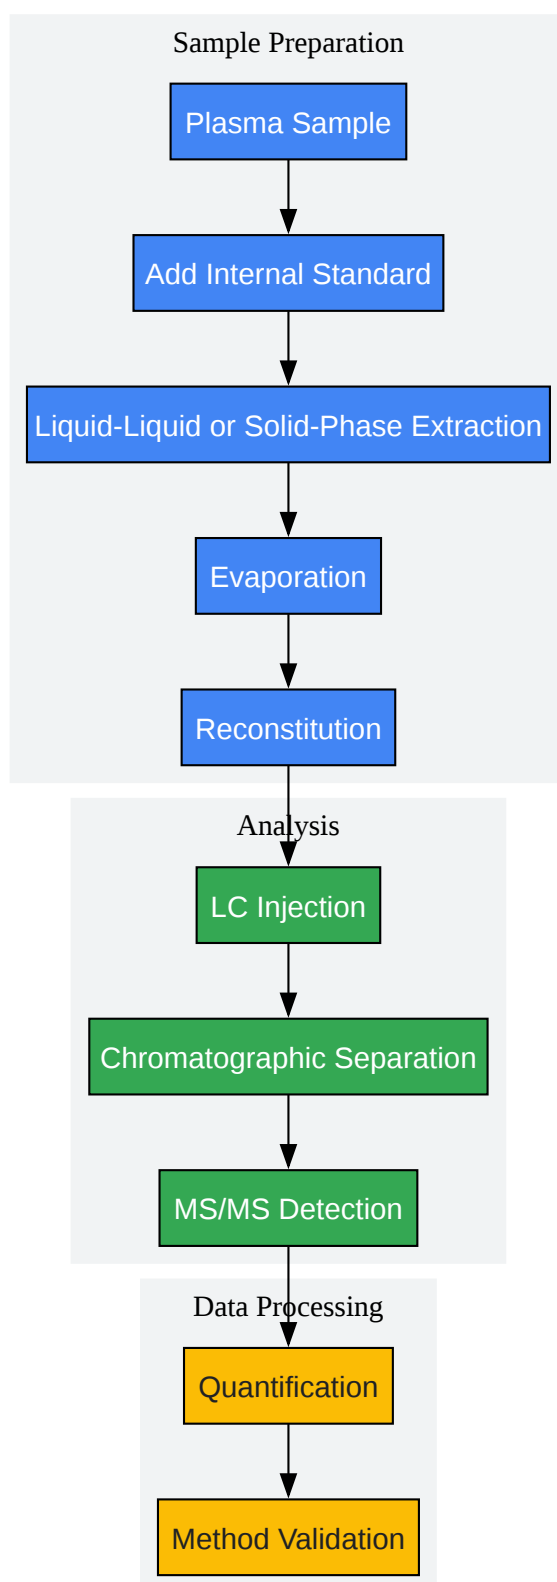 Sample Preparation
Plasma Sample
Add Internal Standard
Liquid-Liquid or Solid-Phase Extraction
Evaporation
Reconstitution
Analysis
LC Injection
Chromatographic Separation
MS/MS Detection
Data Processing
Quantification
Method Validation